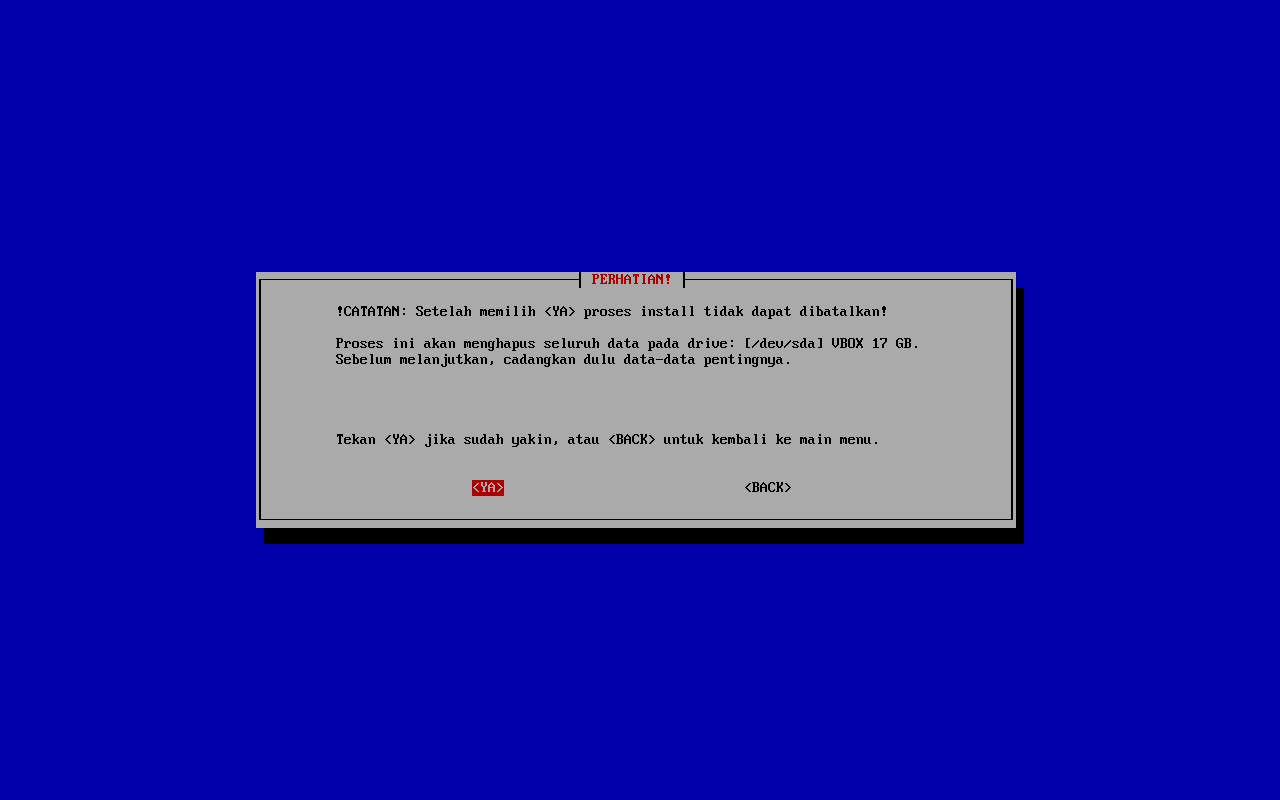 PERHATIAN!
!CATATAN: Setelah memilih <YA> proses install tidak dapat dibatalkan!
Proses ini akan menghapus seluruh data pada drive: [/dev/sda] VBOX 17 GB.
Sebelum melanjutkan, cadangkan dulu data-data pentingnya.
Tekan <YA> jika sudah yakin, atau <BACK> untuk kembali ke main menu.
<YA> <BACK>